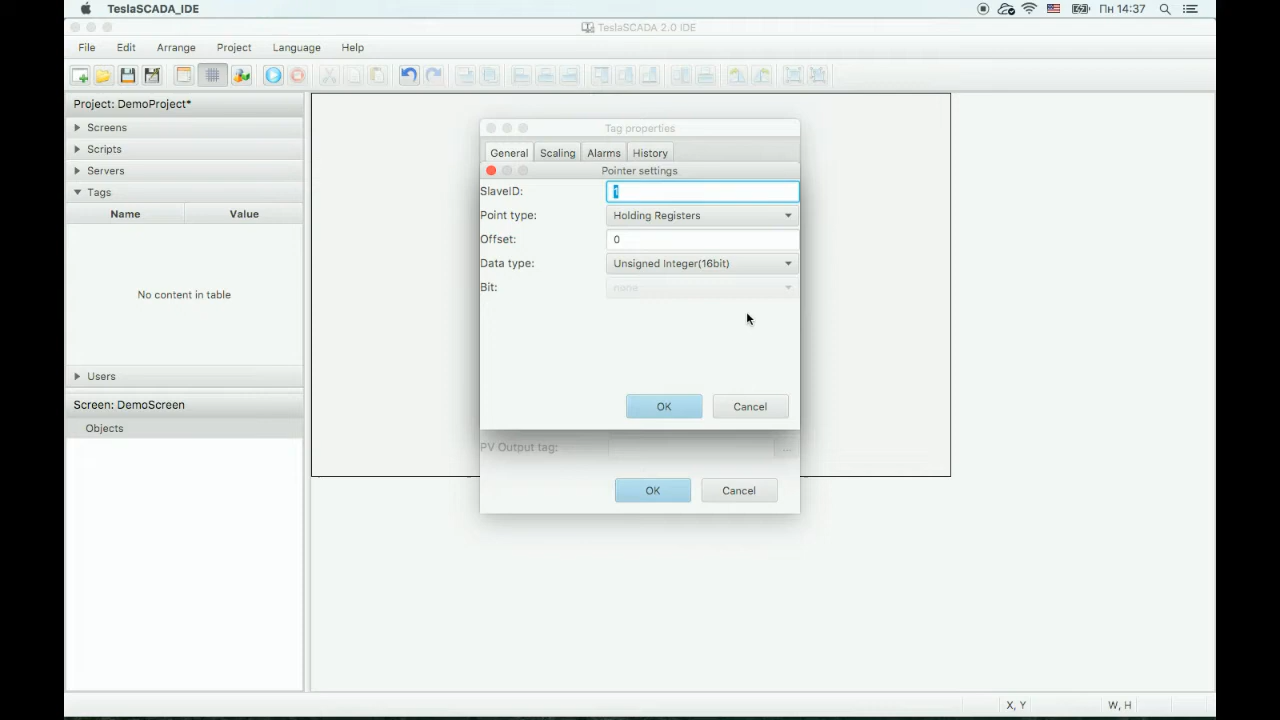 TeslaSCADA_IDE
Пн 14:37
TeslaSCADA 2.0 IDE
File Edit Arrange Project Language Help
Project: DemoProject*
Screens
Scripts
Servers
Tags
Name Value
No content in table
Users
Screen: DemoScreen
Objects
Tag properties
General Scaling Alarms History
Pointer settings
SlaveID: 1
Point type: Holding Registers
Offset: 0
Data type: Unsigned Integer(16bit)
Bit: none
OK Cancel
PV Output tag: ...
OK Cancel
X, Y W, H